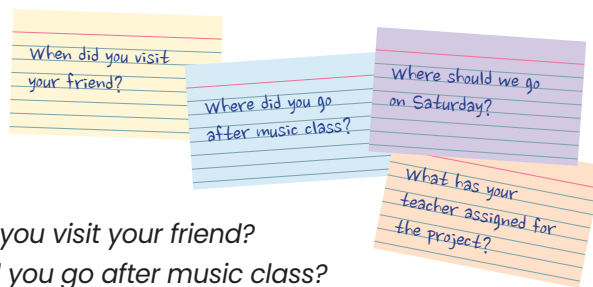 When did you visit
your friend?
Where did you go
after music class?
Where should we go
on Saturday?
What has your
teacher assigned for
the project?
you visit your friend?
you go after music class?